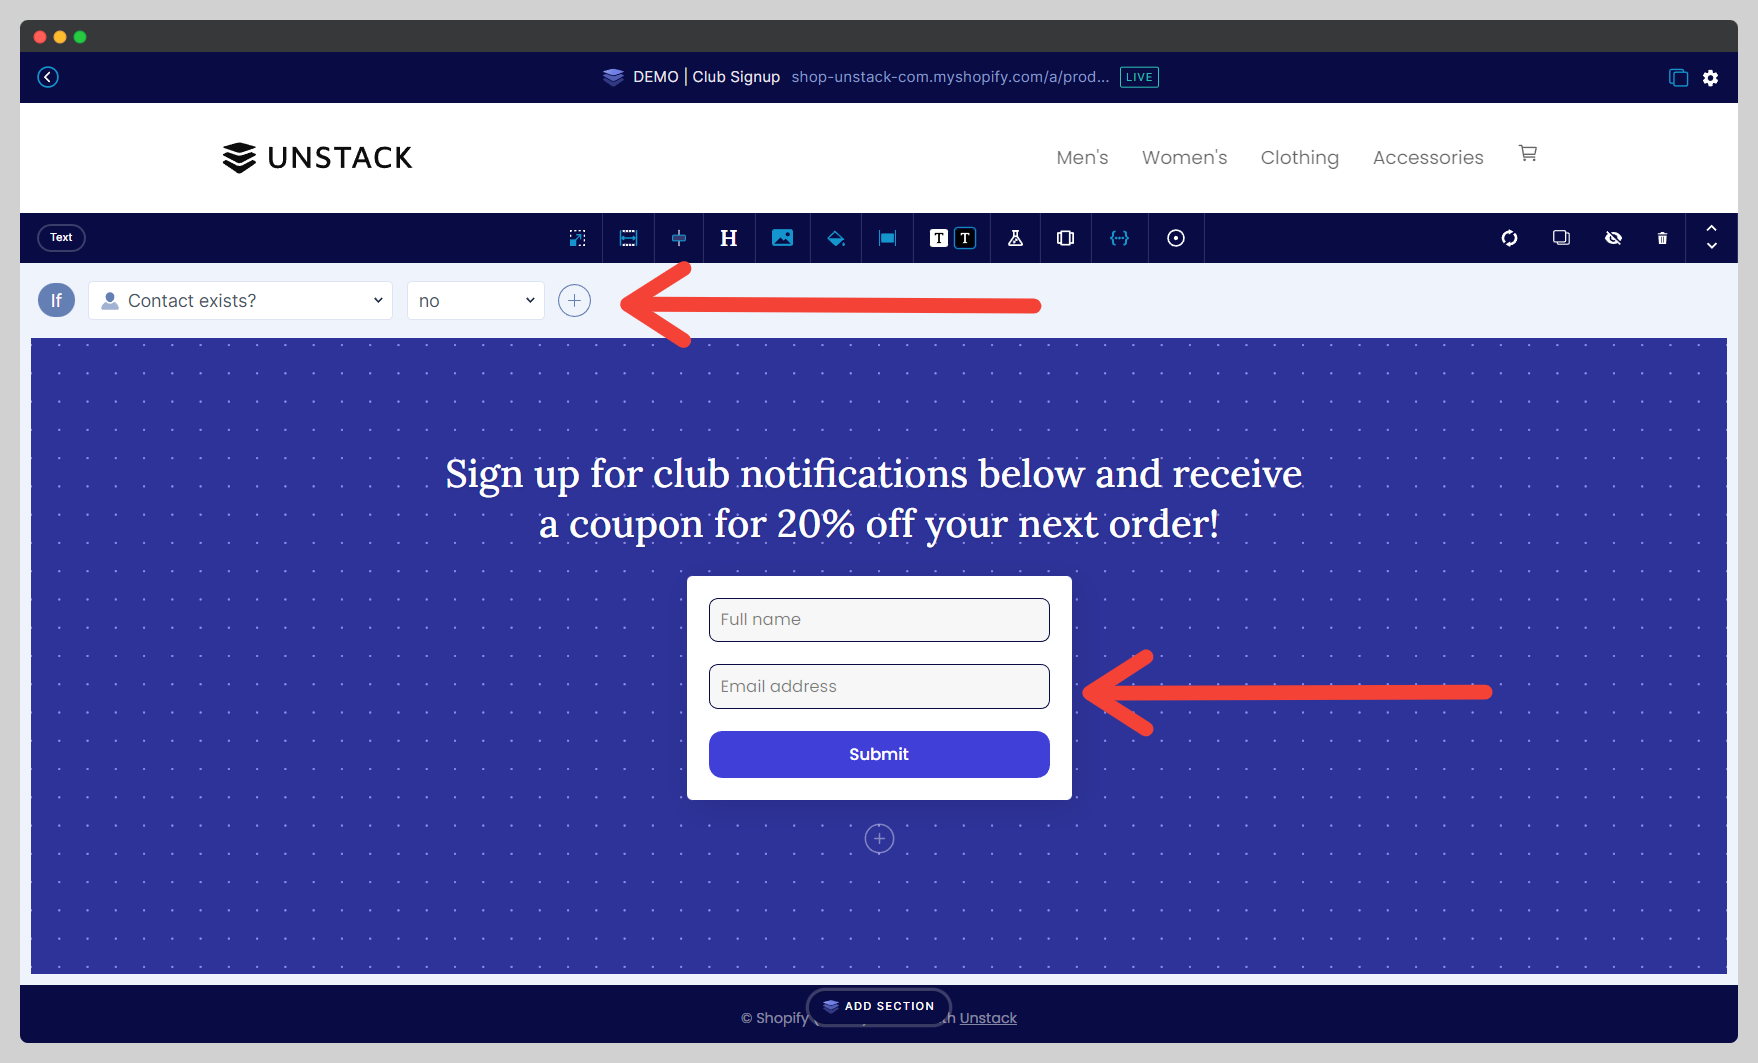 DEMO | Club Signup shop-unstack-com.myshopify.com/a/prod... LIVE
UNSTACK
Men's Women's Clothing Accessories
Text
H T T
If Contact exists? no
Sign up for club notifications below and receive
a coupon for 20% off your next order!
Full name
Email address
Submit
ADD SECTION
© Shopify Unstack